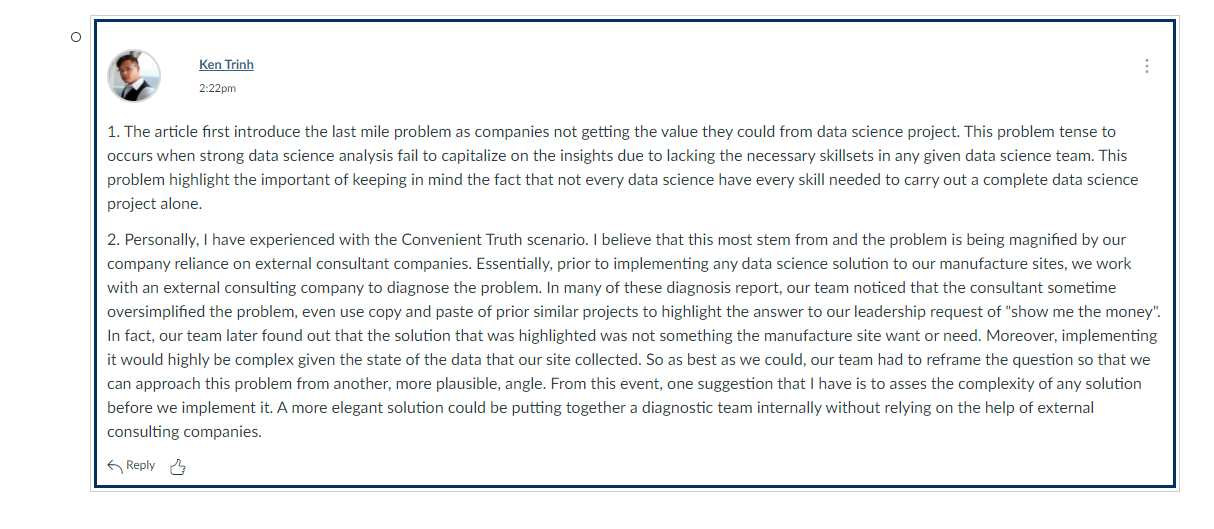 Ken Trinh
2:22pm
1. The article first introduce the last mile problem as companies not getting the value they could from data science project. This problem tense to
occurs when strong data science analysis fail to capitalize on the insights due to lacking the necessary skillsets in any given data science team. This
problem highlight the important of keeping in mind the fact that not every data science have every skill needed to carry out a complete data science
project alone.
2. Personally, I have experienced with the Convenient Truth scenario. I believe that this most stem from and the problem is being magnified by our
company reliance on external consultant companies. Essentially, prior to implementing any data science solution to our manufacture sites, we work
with an external consulting company to diagnose the problem. In many of these diagnosis report, our team noticed that the consultant sometime
oversimplified the problem, even use copy and paste of prior similar projects to highlight the answer to our leadership request of "show me the money".
In fact, our team later found out that the solution that was highlighted was not something the manufacture site want or need. Moreover, implementing
it would highly be complex given the state of the data that our site collected. So as best as we could, our team had to reframe the question so that we
can approach this problem from another, more plausible, angle. From this event, one suggestion that I have is to asses the complexity of any solution
before we implement it. A more elegant solution could be putting together a diagnostic team internally without relying on the help of external
consulting companies.
Reply